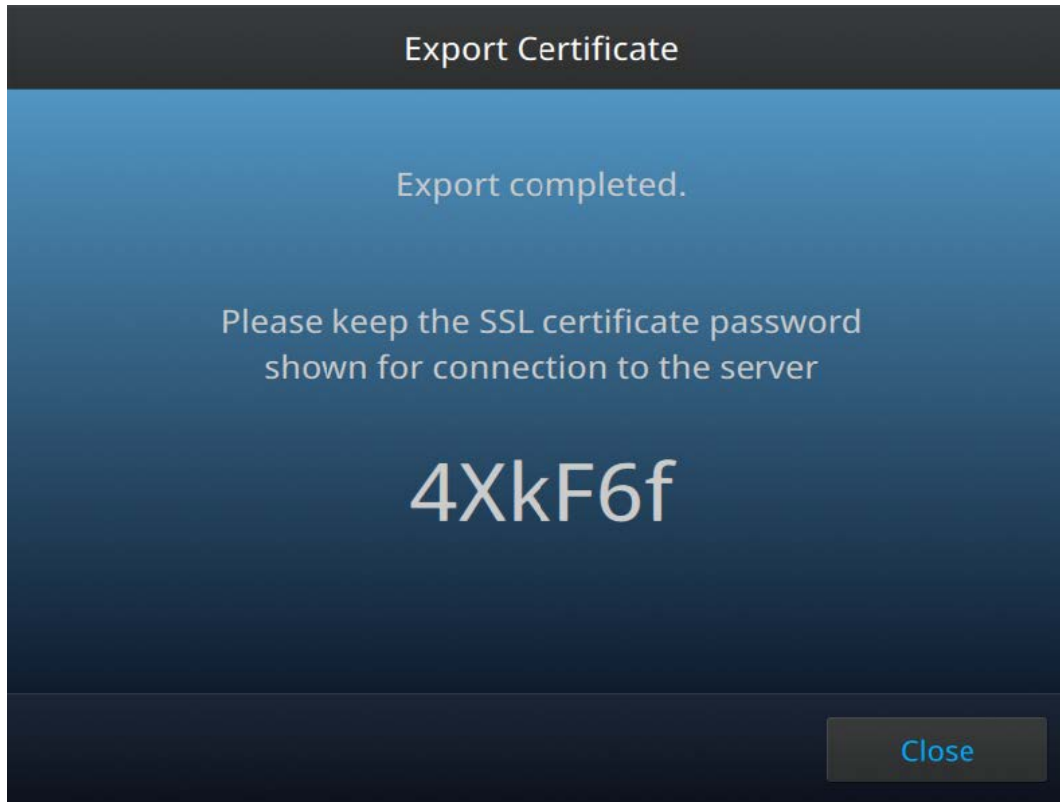 Export Certificate
Export completed.
Please keep the SSL certificate password
shown for connection to the server
4XkF6f
Close